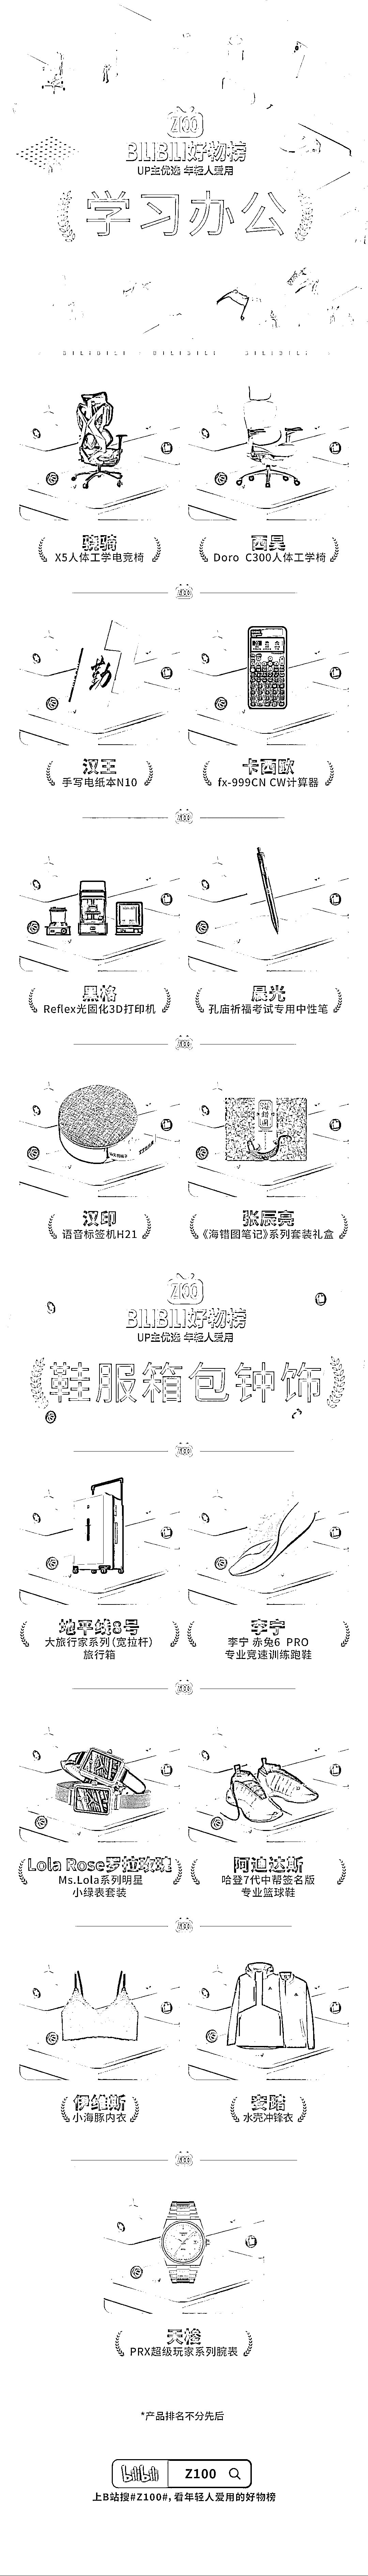 Z100
BILIBILI好物榜
UP主优选 年轻人爱用
学习办公
BILIBILI BILIBILI BILIBILI
骁骑 西昊
X5人体工学电竞椅 Doro C300人体工学椅
Z100
汉王 卡西欧
手写电纸本N10 fx-999CN CW计算器
Z100
黑格 晨光
Reflex光固化3D打印机 孔庙祈福考试专用中性笔
Z100
汉印 张辰亮
语音标签机H21 《海错图笔记》系列套装礼盒
Z100
BILIBILI好物榜
UP主优选 年轻人爱用
鞋服箱包钟饰
Z100
地平线8号 李宁
大旅行家系列(宽拉杆) 李宁 赤兔6 PRO
旅行箱 专业竞速训练跑鞋
Z100
Lola Rose罗拉玫瑰 阿迪达斯
Ms.Lola系列明星 哈登7代中帮签名版
小绿表套装 专业篮球鞋
Z100
伊维斯 安踏
小海豚内衣 水壳冲锋衣
Z100
天梭
PRX超级玩家系列腕表
*产品排名不分先后
bilibili Z100
上B站搜#Z100#,看年轻人爱用的好物榜